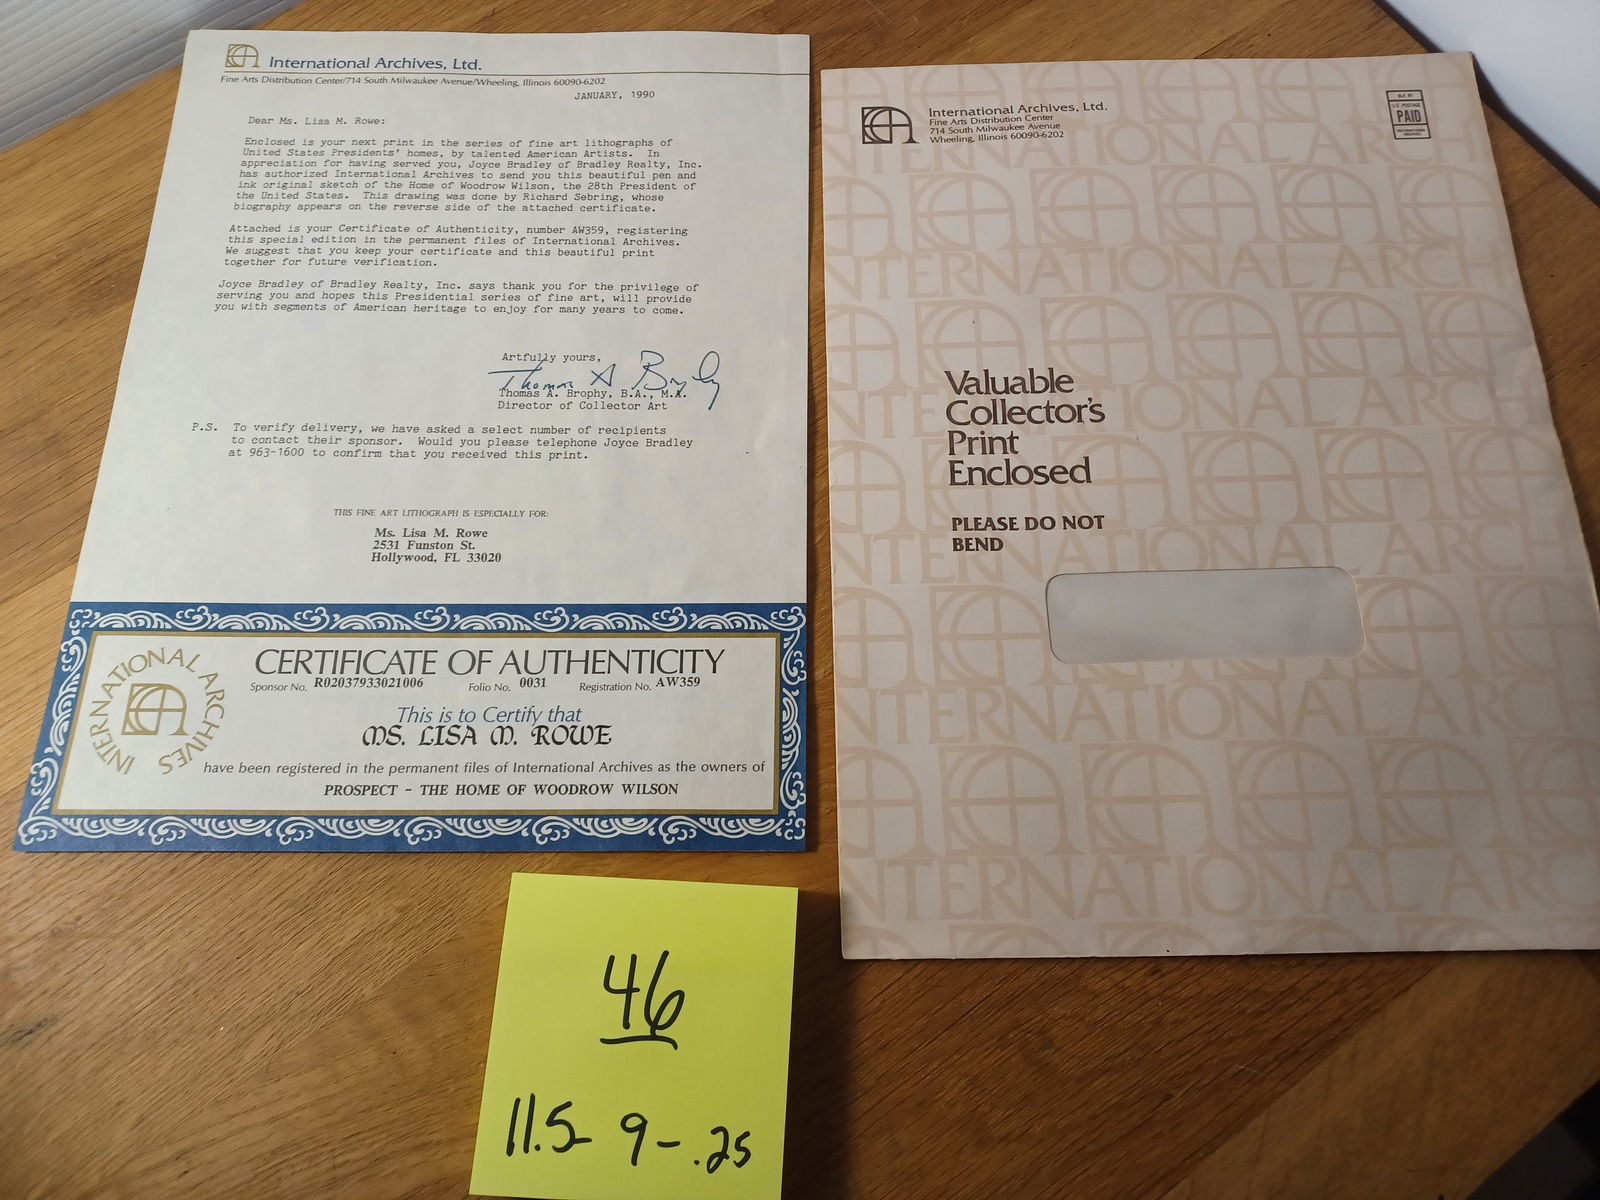 International Archives, Ltd.
Fine Arts Distribution Center/714 South Milwaukee Avenue/Wheeling, Illinois 60090-6202
JANUARY, 1990
Dear Ms. Lisa M. Rowe:
Enclosed is your next print in the series of fine art lithographs of
United States Presidents' homes, by talented American Artists. In
appreciation for having served you, Joyce Bradley of Bradley Realty, Inc.
has authorized International Archives to send you this beautiful pen and
ink original sketch of the Home of Woodrow Wilson, the 28th President of
the United States. This drawing was done by Richard Sebring, whose
biography appears on the reverse side of the attached certificate.
Attached is your Certificate of Authenticity, number AW359, registering
this special edition in the permanent files of International Archives.
We suggest that you keep your certificate and this beautiful print
together for future verification.
Joyce Bradley of Bradley Realty, Inc. says thank you for the privilege of
serving you and hopes this Presidential series of fine art, will provide
you with segments of American heritage to enjoy for many years to come.
Artfully yours,
Thomas A Brophy
Thomas A. Brophy, B.A., M.A.
Director of Collector Art
P.S. To verify delivery, we have asked a select number of recipients
to contact their sponsor. Would you please telephone Joyce Bradley
at 963-1600 to confirm that you received this print.
THIS FINE ART LITHOGRAPH IS ESPECIALLY FOR:
Ms. Lisa M. Rowe
2531 Funston St.
Hollywood, FL 33020
INTERNATIONAL ARCHIVES
CERTIFICATE OF AUTHENTICITY
Sponsor No. R02037933021006 Folio No. 0031 Registration No. AW359
This is to Certify that
MS. LISA M. ROWE
have been registered in the permanent files of International Archives as the owners of
PROSPECT - THE HOME OF WOODROW WILSON
International Archives, Ltd.
Fine Arts Distribution Center
714 South Milwaukee Avenue
Wheeling, Illinois 60090-6202
BLK RT
U.S. POSTAGE
PAID
INTERNATIONAL
ARCHIVES
INTERNATIONAL ARCH
NTERNATIONAL ARCH
INTERNATIONAL ARCH
Valuable
Collector's
Print
Enclosed
PLEASE DO NOT
BEND
INTERNATIONAL ARCH
NTERNATIONAL ARCH
INTERNATIONAL ARC
46
11.5- 9 - .25